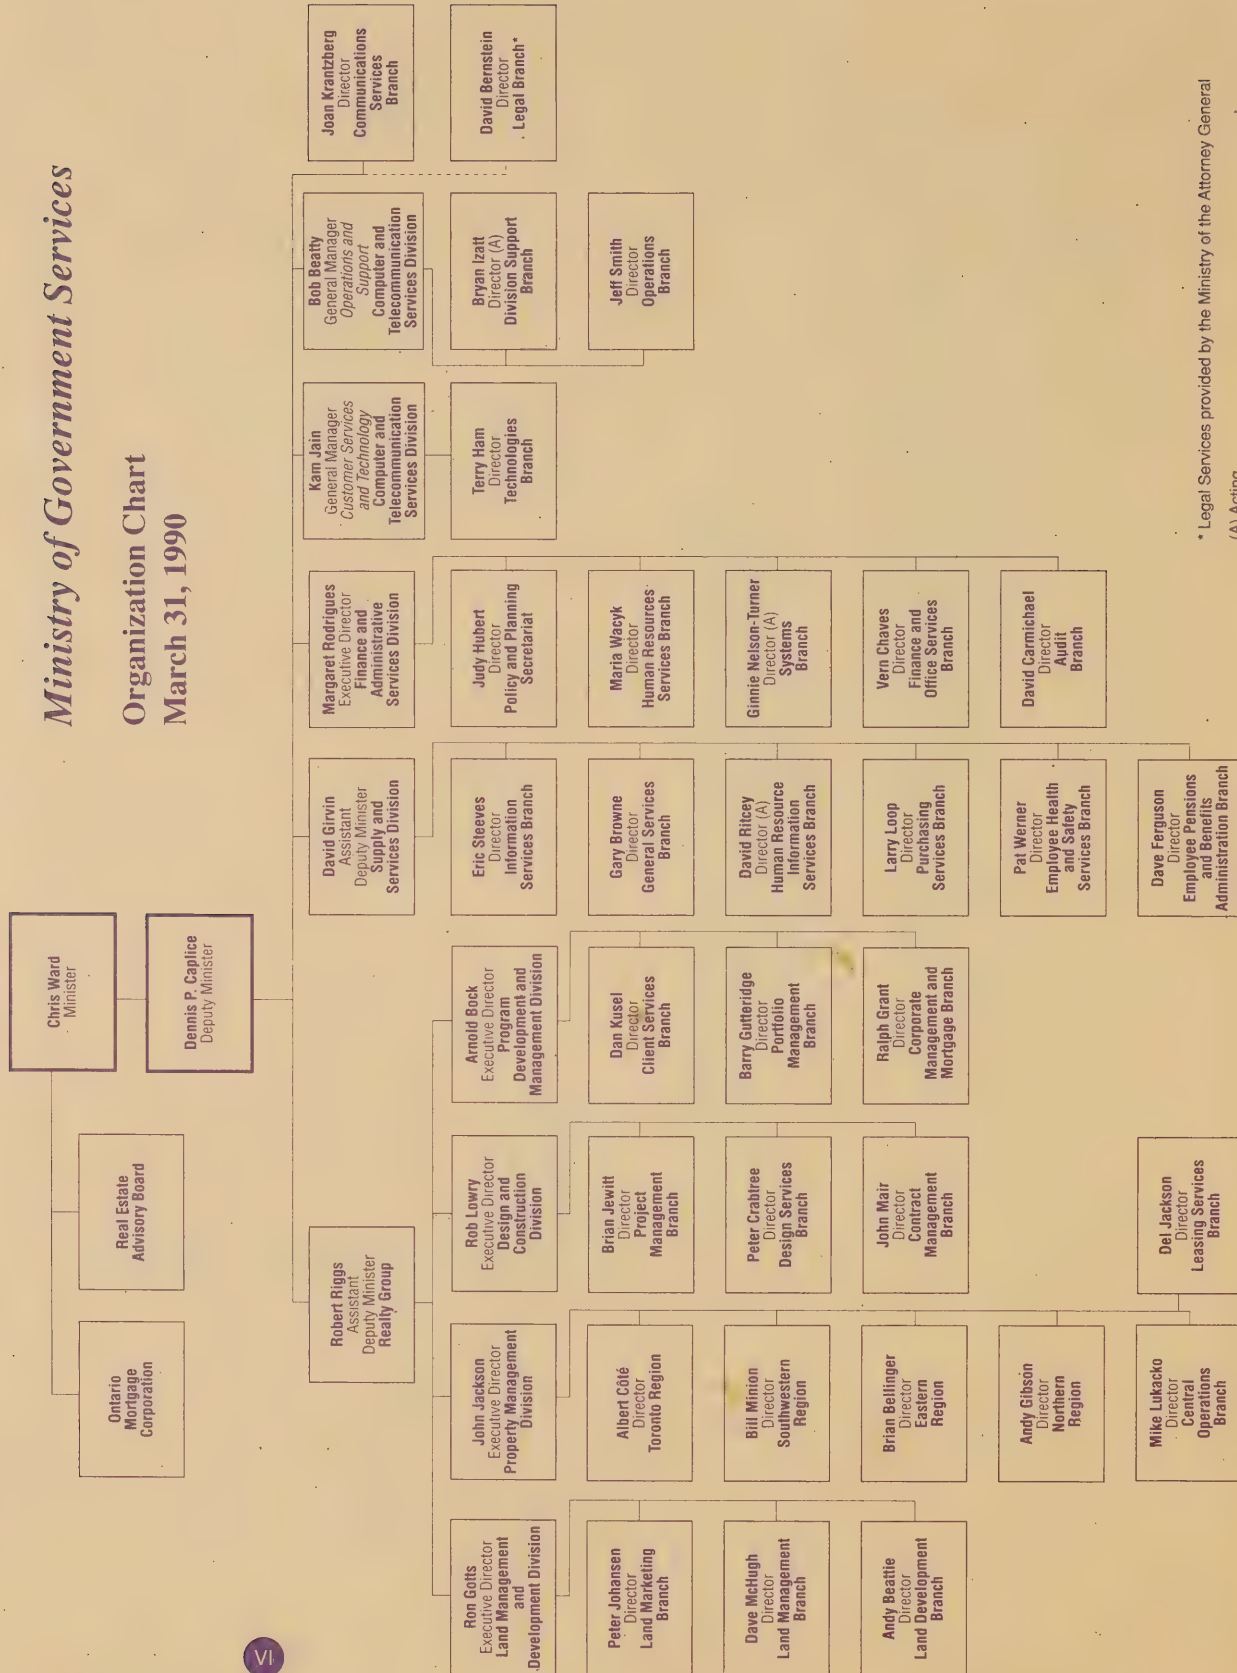 Ministry of Government Services
Organization Chart
March 31, 1990
Chris Ward
Minister
Dennis P. Caplice
Deputy Minister
Ontario
Mortgage
Corporation
Real Estate
Advisory Board
Robert Riggs
Assistant
Deputy Minister
Realty Group
David Girvin
Assistant
Deputy Minister
Supply and
Services Division
Margaret Rodrigues
Executive Director
Finance and
Administrative
Services Division
Kam Jain
General Manager
Customer Services
and Technology
Computer and
Telecommunication
Services Division
Bob Beatty
General Manager
Operations and
Support
Computer and
Telecommunication
Services Division
Joan Krantzberg
Director
Communications
Services
Branch
Ron Gotts
Executive Director
Land Management
and
Development Division
John Jackson
Executive Director
Property Management
Division
Rob Lowry
Executive Director
Design and
Construction
Division
Arnold Bock
Executive Director
Program
Development and
Management Division
Eric Steeves
Director
Information
Services Branch
Judy Hubert
Director
Policy and Planning
Secretariat
Terry Ham
Director
Technologies
Branch
Bryan Izatt
Director (A)
Division Support
Branch
David Bernstein
Director
Legal Branch*
Peter Johansen
Director
Land Marketing
Branch
Albert Côté
Director
Toronto Region
Brian Jewitt
Director
Project
Management
Branch
Dan Kusel
Director
Client Services
Branch
Gary Browne
Director
General Services
Branch
Maria Wacyk
Director
Human Resources
Services Branch
Jeff Smith
Director
Operations
Branch
Dave McHugh
Director
Land Management
Branch
Bill Minion
Director
Southwestern
Region
Peter Crabtree
Director
Design Services
Branch
Barry Gutteridge
Director
Portfolio
Management
Branch
David Ritcey
Director (A)
Human Resource
Information
Services Branch
Ginnie Nelson-Turner
Director (A)
Systems
Branch
Andy Beattie
Director
Land Development
Branch
Brian Bellinger
Director
Eastern
Region
John Mair
Director
Contract
Management
Branch
Ralph Grant
Director
Corporate
Management and
Mortgage Branch
Larry Loop
Director
Purchasing
Services Branch
Vern Chaves
Director
Finance and
Office Services
Branch
Andy Gibson
Director
Northern
Region
Pat Werner
Director
Employee Health
and Safety
Services Branch
David Carmichael
Director
Audit
Branch
Mike Lukacko
Director
Central
Operations
Branch
Del Jackson
Director
Leasing Services
Branch
Dave Ferguson
Director
Employee Pensions
and Benefits
Administration Branch
* Legal Services provided by the Ministry of the Attorney General
(A) Acting
VI